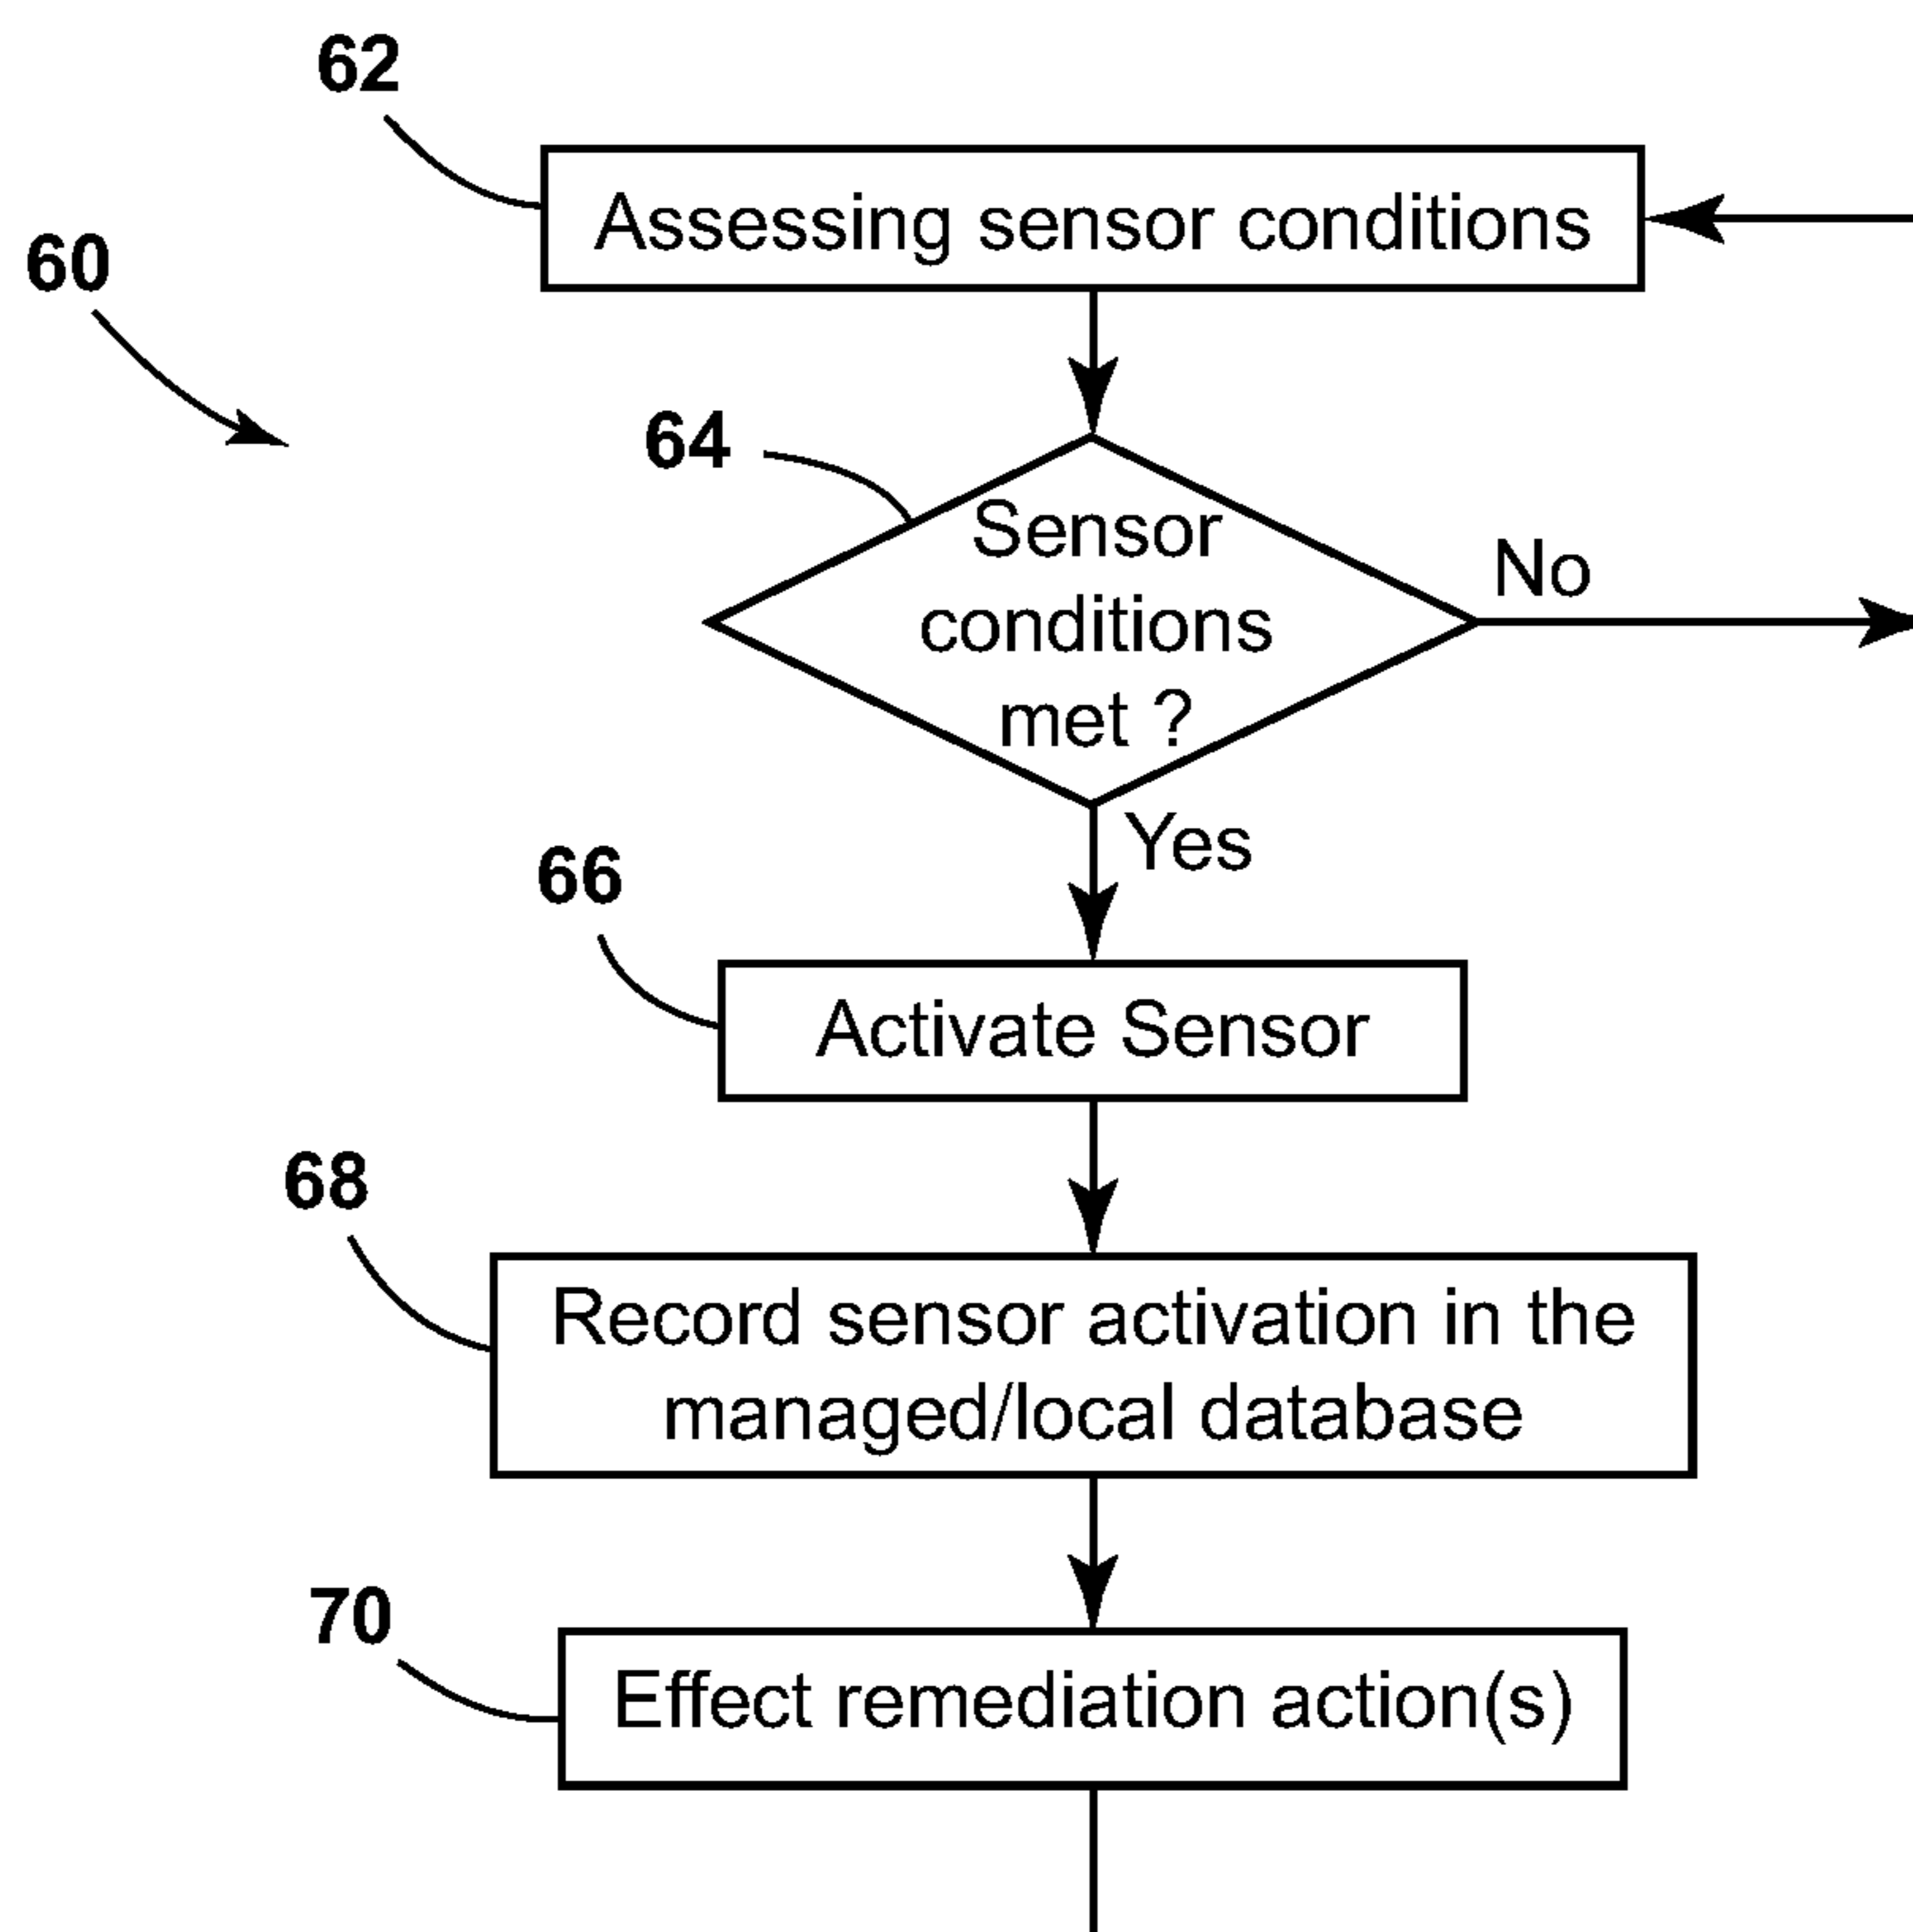 62
Assessing sensor conditions
60
64
Sensor
conditions
met ?
No
Yes
66
Activate Sensor
68
Record sensor activation in the
managed/local database
70
Effect remediation action(s)